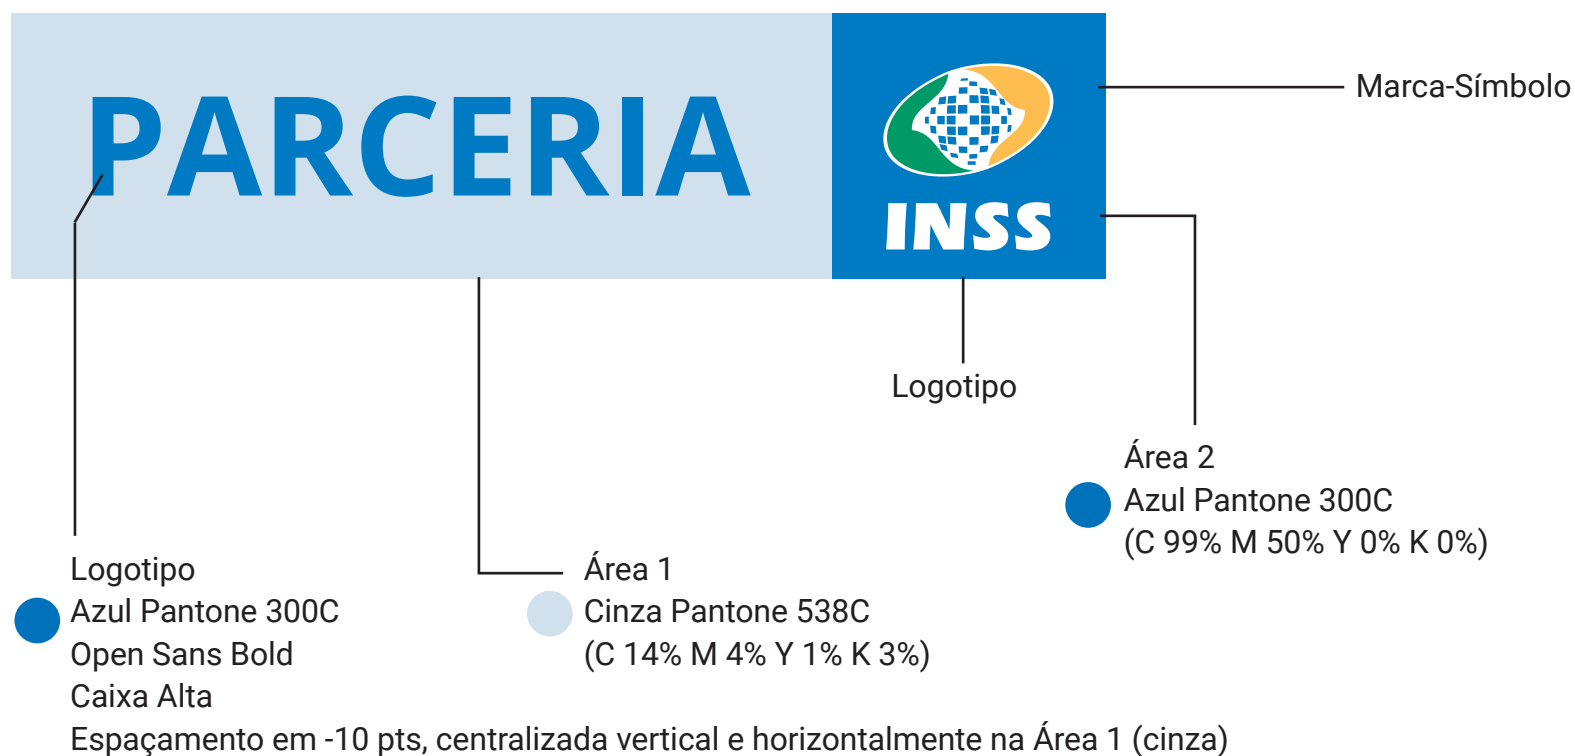 PARCERIA
INSS
Marca-Símbolo
Logotipo
Área 2
Azul Pantone 300C
(C 99% M 50% Y 0% K 0%)
Logotipo
Azul Pantone 300C
Open Sans Bold
Caixa Alta
Espaçamento em -10 pts, centralizada vertical e horizontalmente na Área 1 (cinza)
Área 1
Cinza Pantone 538C
(C 14% M 4% Y 1% K 3%)